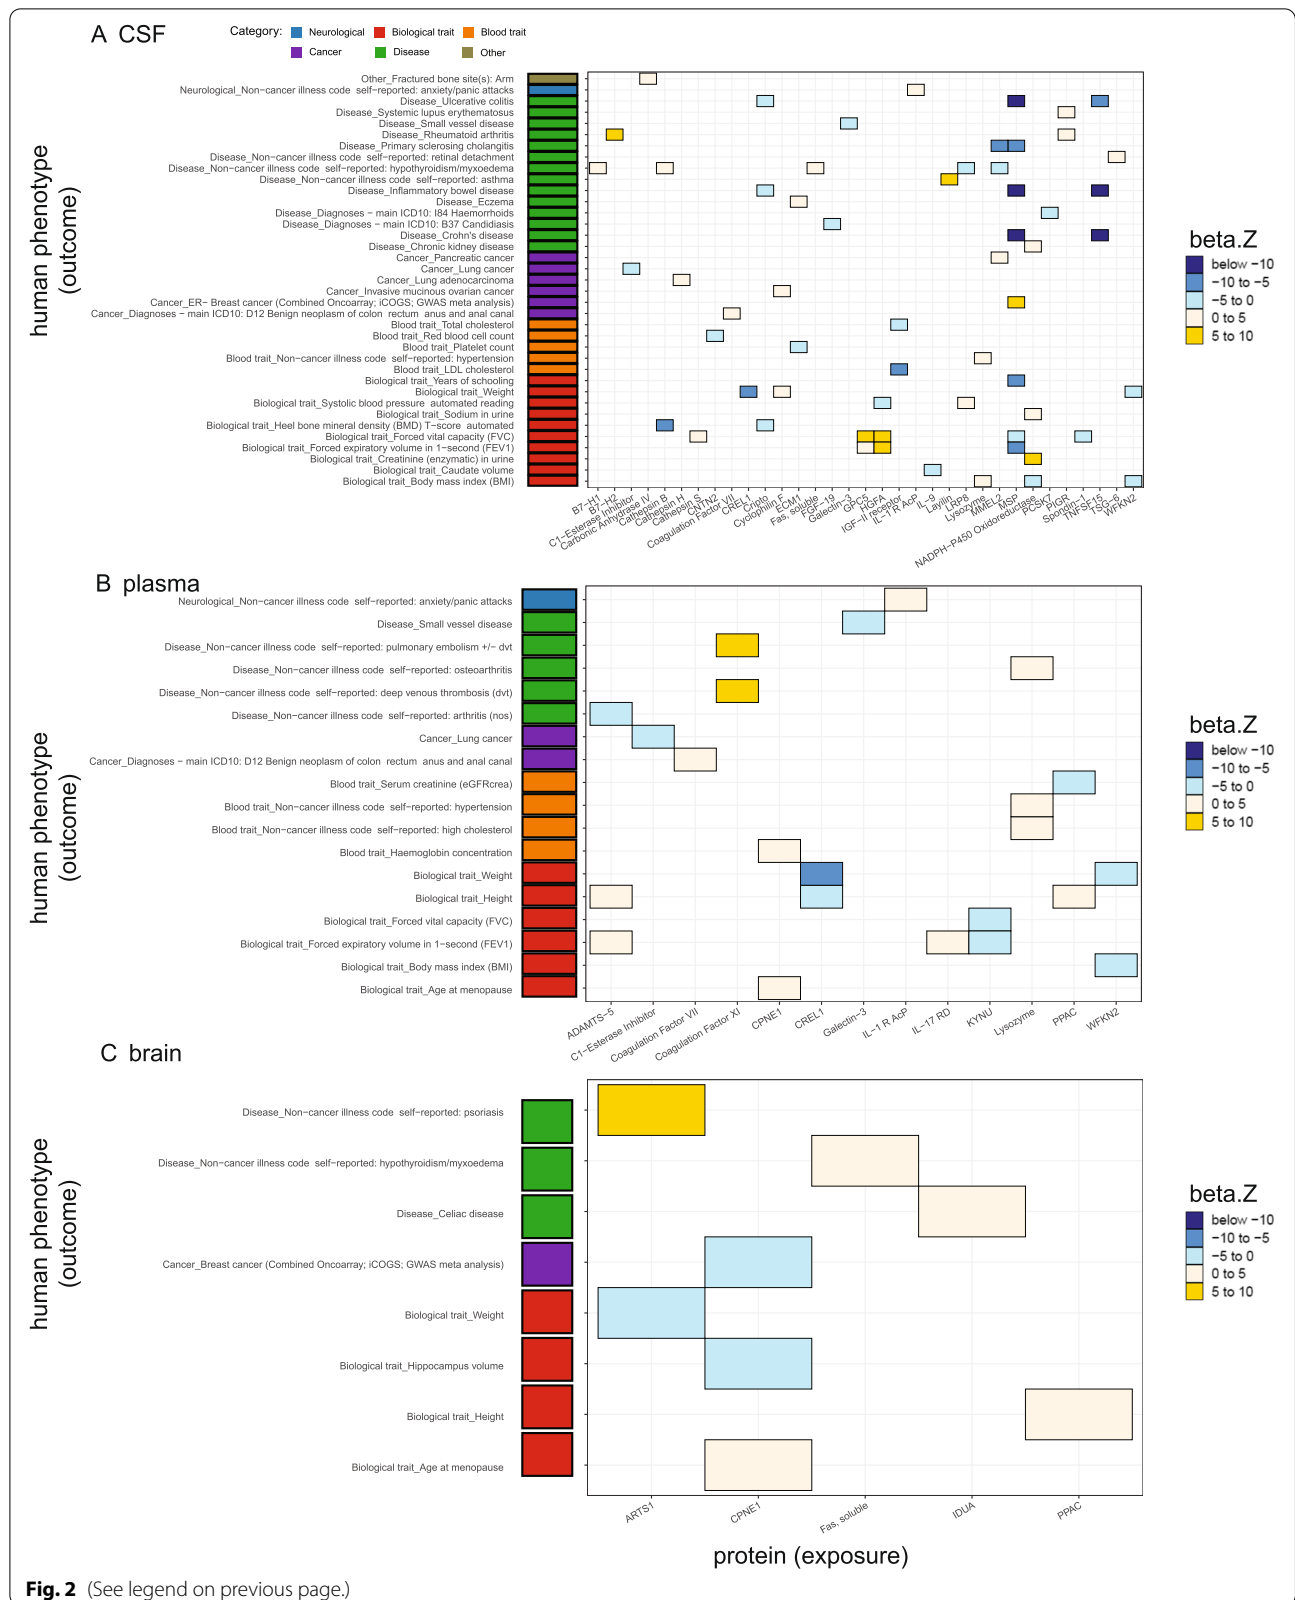 A CSF
Category: Neurological Biological trait Blood trait
Cancer Disease Other
human phenotype
(outcome)
Other_Fractured bone site(s): Arm
Neurological_Non−cancer illness code self−reported: anxiety/panic attacks
Disease_Ulcerative colitis
Disease_Systemic lupus erythematosus
Disease_Small vessel disease
Disease_Rheumatoid arthritis
Disease_Primary sclerosing cholangitis
Disease_Non−cancer illness code self−reported: retinal detachment
Disease_Non−cancer illness code self−reported: hypothyroidism/myxoedema
Disease_Non−cancer illness code self−reported: asthma
Disease_Inflammatory bowel disease
Disease_Eczema
Disease_Diagnoses − main ICD10: I84 Haemorrhoids
Disease_Diagnoses − main ICD10: B37 Candidiasis
Disease_Crohn's disease
Disease_Chronic kidney disease
Cancer_Pancreatic cancer
Cancer_Lung cancer
Cancer_Lung adenocarcinoma
Cancer_Invasive mucinous ovarian cancer
Cancer_ER− Breast cancer (Combined Oncoarray; iCOGS; GWAS meta analysis)
Cancer_Diagnoses − main ICD10: D12 Benign neoplasm of colon rectum anus and anal canal
Blood trait_Total cholesterol
Blood trait_Red blood cell count
Blood trait_Platelet count
Blood trait_Non−cancer illness code self−reported: hypertension
Blood trait_LDL cholesterol
Biological trait_Years of schooling
Biological trait_Weight
Biological trait_Systolic blood pressure automated reading
Biological trait_Sodium in urine
Biological trait_Heel bone mineral density (BMD) T−score automated
Biological trait_Forced vital capacity (FVC)
Biological trait_Forced expiratory volume in 1−second (FEV1)
Biological trait_Creatinine (enzymatic) in urine
Biological trait_Caudate volume
Biological trait_Body mass index (BMI)
B7−H1
B7−H2
C1−Esterase Inhibitor
Carbonic Anhydrase IV
Cathepsin B
Cathepsin H
Cathepsin S
CNTN2
Coagulation Factor VII
CREL1
Cripto
Cyclophilin F
ECM1
Fas, soluble
FGF−19
Galectin−3
GPC5
HGFA
IGF−II receptor
IL−1 R AcP
IL−9
Layilin
LRP8
Lysozyme
MMEL2
MSP
NADPH−P450 Oxidoreductase
PCSK7
PIGR
Spondin−1
TNFSF15
TSG−6
WFKN2
beta.Z
below −10
−10 to −5
−5 to 0
0 to 5
5 to 10
B plasma
human phenotype
(outcome)
Neurological_Non−cancer illness code self−reported: anxiety/panic attacks
Disease_Small vessel disease
Disease_Non−cancer illness code self−reported: pulmonary embolism +/− dvt
Disease_Non−cancer illness code self−reported: osteoarthritis
Disease_Non−cancer illness code self−reported: deep venous thrombosis (dvt)
Disease_Non−cancer illness code self−reported: arthritis (nos)
Cancer_Lung cancer
Cancer_Diagnoses − main ICD10: D12 Benign neoplasm of colon rectum anus and anal canal
Blood trait_Serum creatinine (eGFRcrea)
Blood trait_Non−cancer illness code self−reported: hypertension
Blood trait_Non−cancer illness code self−reported: high cholesterol
Blood trait_Haemoglobin concentration
Biological trait_Weight
Biological trait_Height
Biological trait_Forced vital capacity (FVC)
Biological trait_Forced expiratory volume in 1−second (FEV1)
Biological trait_Body mass index (BMI)
Biological trait_Age at menopause
ADAMTS−5
C1−Esterase Inhibitor
Coagulation Factor VII
Coagulation Factor XI
CPNE1
CREL1
Galectin−3
IL−1 R AcP
IL−17 RD
KYNU
Lysozyme
PPAC
WFKN2
beta.Z
below −10
−10 to −5
−5 to 0
0 to 5
5 to 10
C brain
human phenotype
(outcome)
Disease_Non−cancer illness code self−reported: psoriasis
Disease_Non−cancer illness code self−reported: hypothyroidism/myxoedema
Disease_Celiac disease
Cancer_Breast cancer (Combined Oncoarray; iCOGS; GWAS meta analysis)
Biological trait_Weight
Biological trait_Hippocampus volume
Biological trait_Height
Biological trait_Age at menopause
ARTS1
CPNE1
Fas, soluble
IDUA
PPAC
beta.Z
below −10
−10 to −5
−5 to 0
0 to 5
5 to 10
protein (exposure)
Fig. 2 (See legend on previous page.)